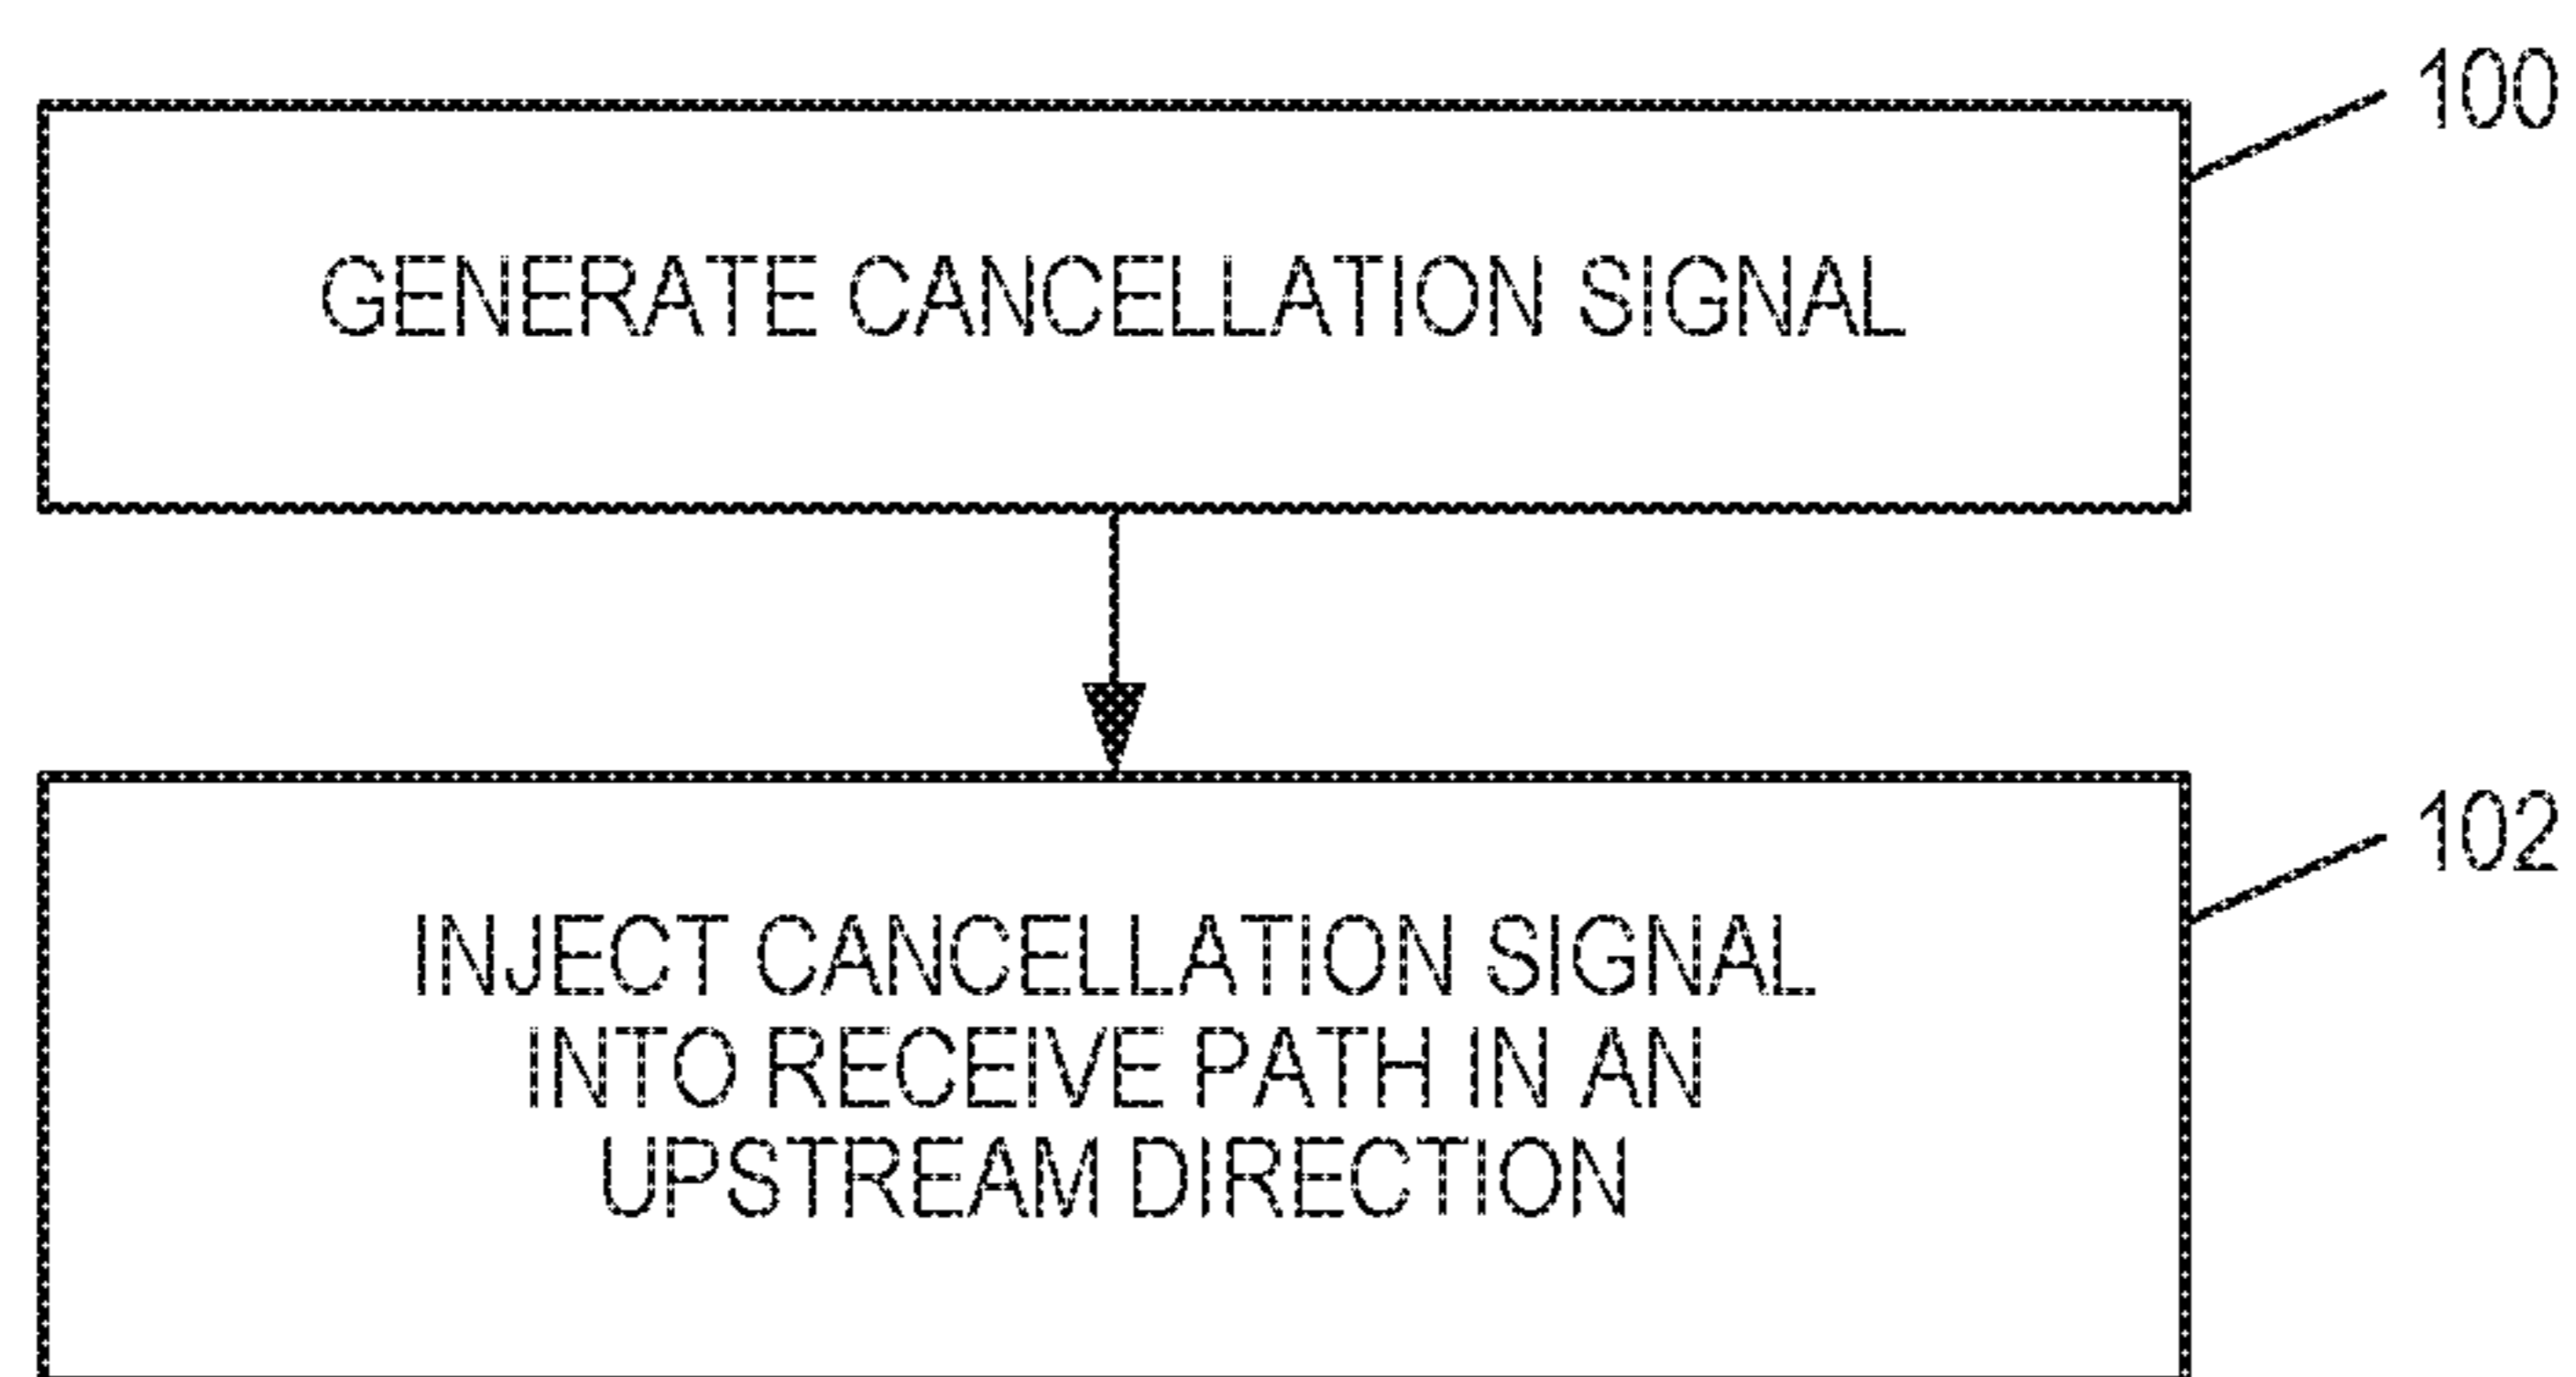 100
GENERATE CANCELLATION SIGNAL
102
INJECT CANCELLATION SIGNAL
INTO RECEIVE PATH IN AN
UPSTREAM DIRECTION